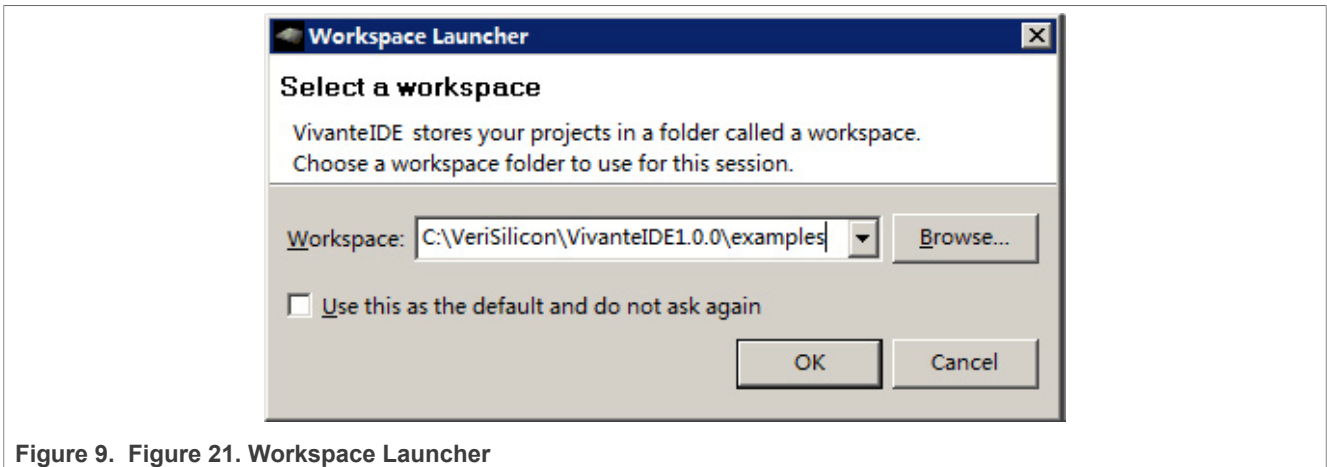 Workspace Launcher
Select a workspace
VivanteIDE stores your projects in a folder called a workspace.
Choose a workspace folder to use for this session.
Workspace: C:\VeriSilicon\VivanteIDE1.0.0\examples Browse...
Use this as the default and do not ask again
OK Cancel
Figure 9. Figure 21. Workspace Launcher